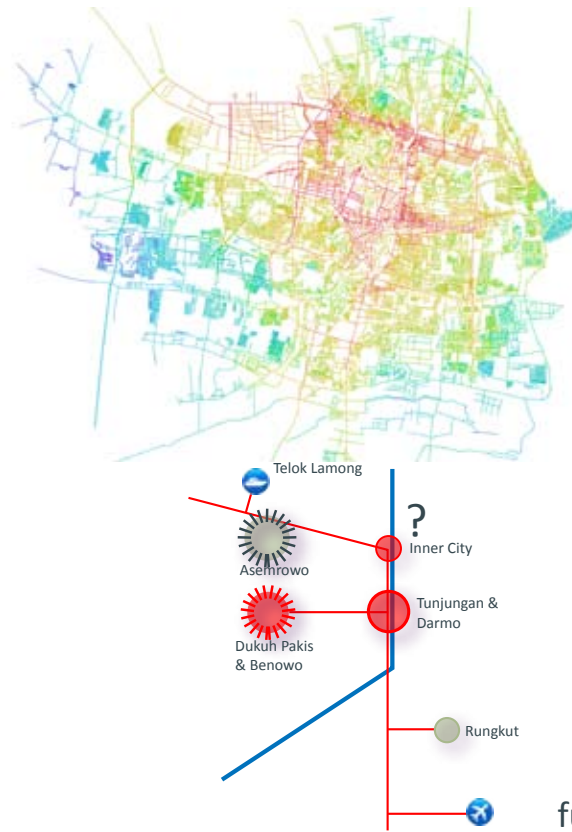 Telok Lamong
?
Inner City
Asemrowo
Tunjungan &
Darmo
Dukuh Pakis
& Benowo
Rungkut